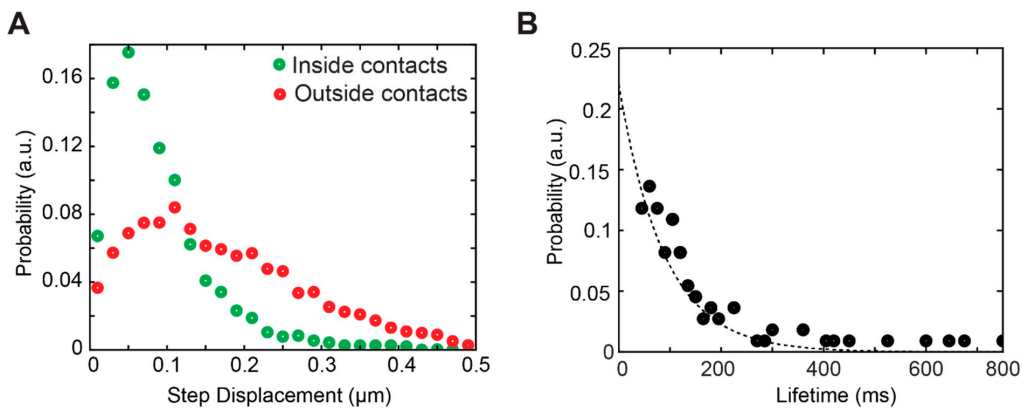 A
Probability (a.u.)
0.16
0.12
0.08
0.04
0
Inside contacts
Outside contacts
0
0.1
0.2
0.3
0.4
0.5
Step Displacement (µm)
B
Probability (a.u.)
0.25
0.2
0.15
0.1
0.05
0
0
200
400
600
800
Lifetime (ms)